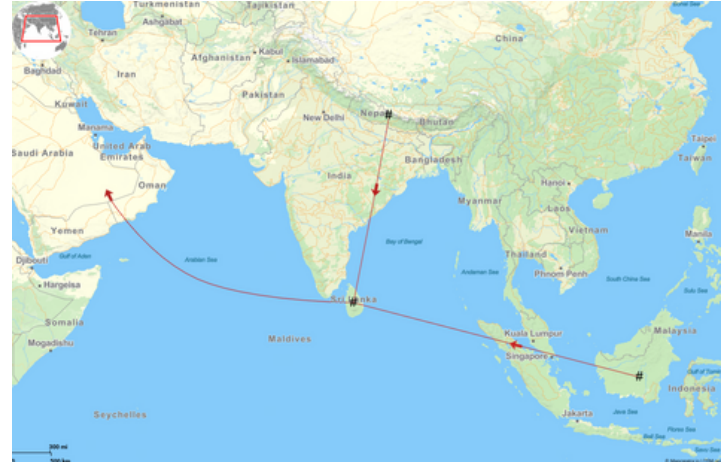 Turkmenistan
Tajikistan
Ashgabat
Tehran
China
Kabul
Afghanistan
Islamabad
Baghdad
Iran
Pakistan
Kuwait
New Delhi
Nepal
#
Bhutan
Manama
United Arab
Emirates
Taipei
Saudi Arabia
Bangladesh
Taiwan
India
Oman
Hanoi
Myanmar
Laos
Yemen
Manila
Bay of Bengal
Vietnam
Gulf of Aden
Arabian Sea
Thailand
Djibouti
Andaman Sea
Phnom Penh
South China Sea
Hargeisa
Sulu Sea
Sri Lanka
#
Somalia
Malaysia
Kuala Lumpur
Maldives
Mogadishu
Singapore
#
Indonesia
Seychelles
Jakarta
Java Sea
Flores Sea
Bali Sea
300 mi
500 km